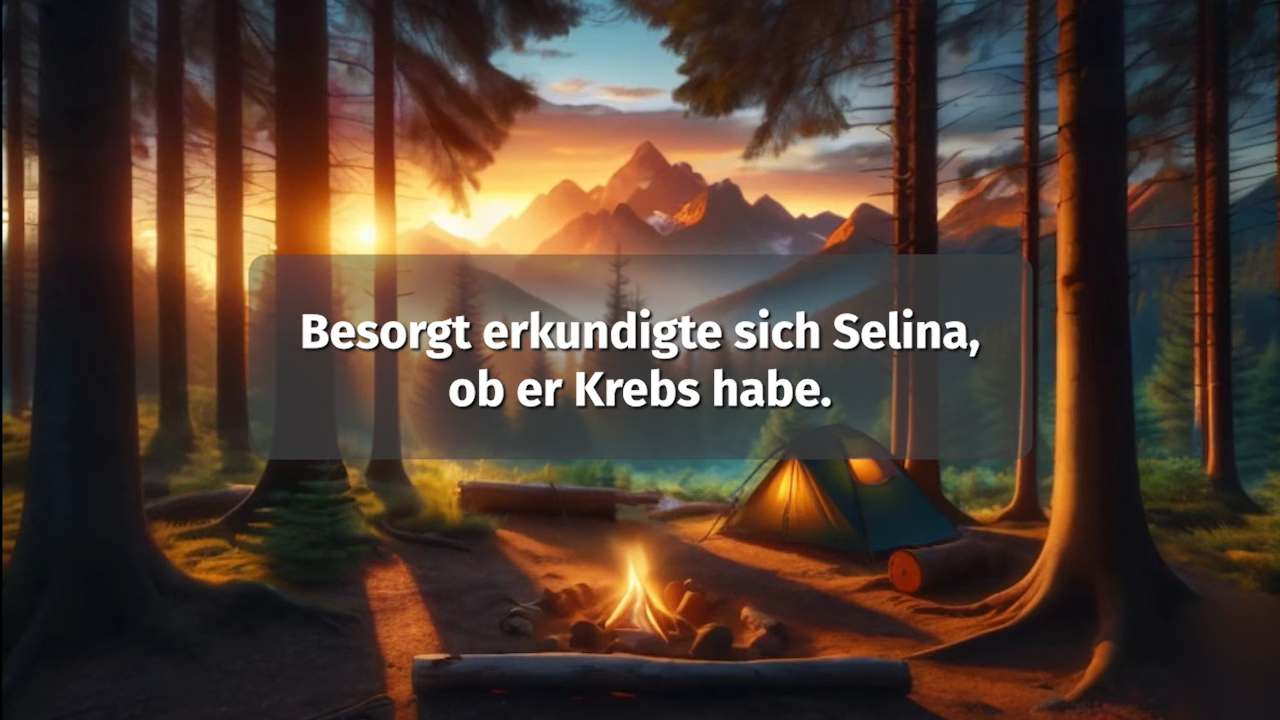 Besorgt erkundigte sich Selina,
ob er Krebs habe.